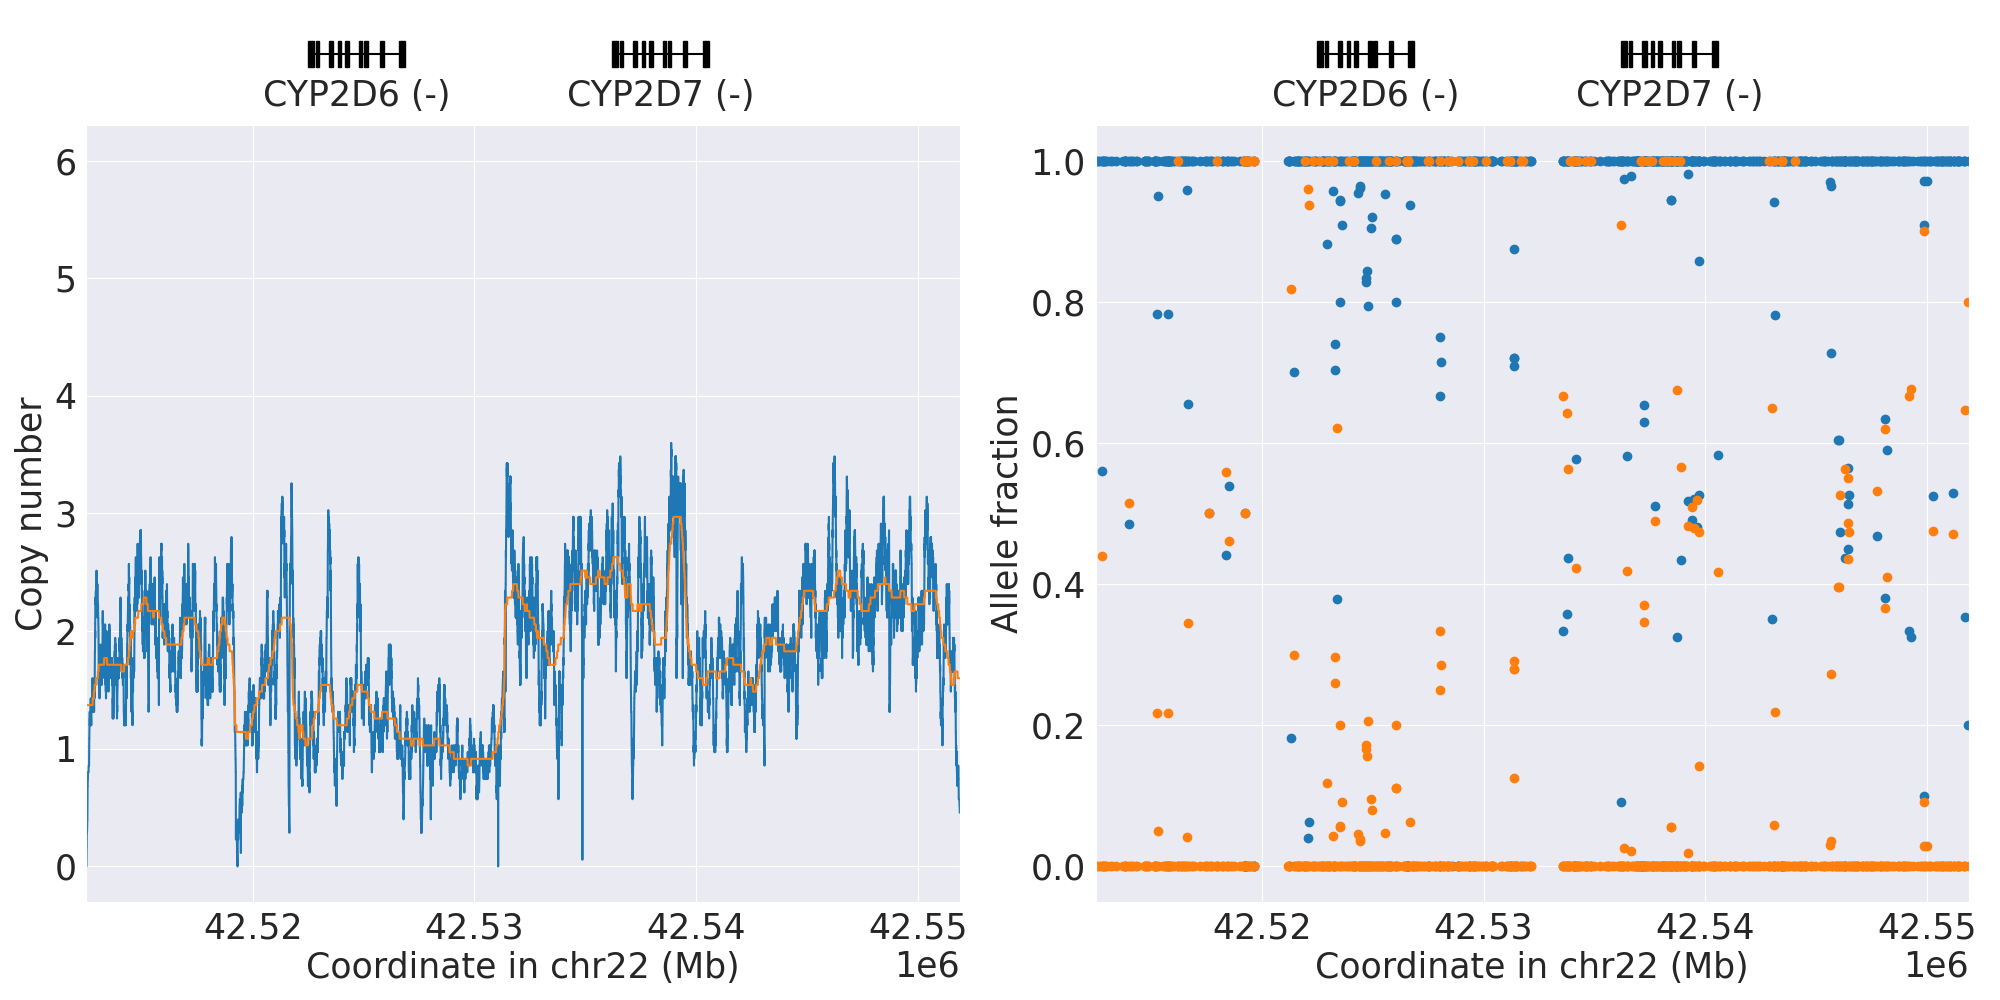 CYP2D6 (-) CYP2D7 (-)
Copy number
6
5
4
3
2
1
0
42.52 42.53 42.54 42.55
Coordinate in chr22 (Mb) 1e6
CYP2D6 (-) CYP2D7 (-)
Allele fraction
1.0
0.8
0.6
0.4
0.2
0.0
42.52 42.53 42.54 42.55
Coordinate in chr22 (Mb) 1e6